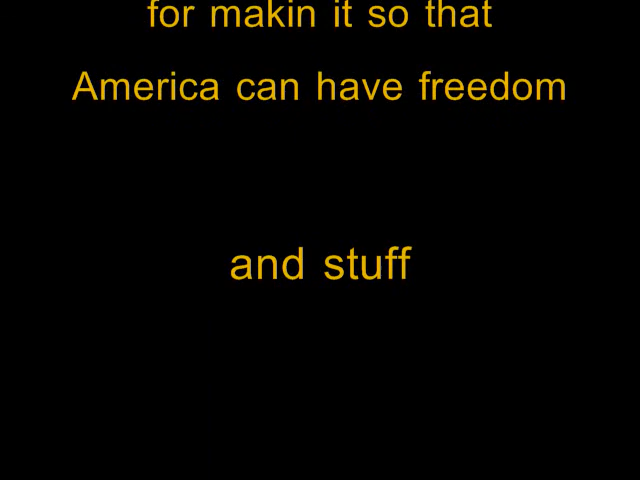 for makin it so that
America can have freedom
and stuff